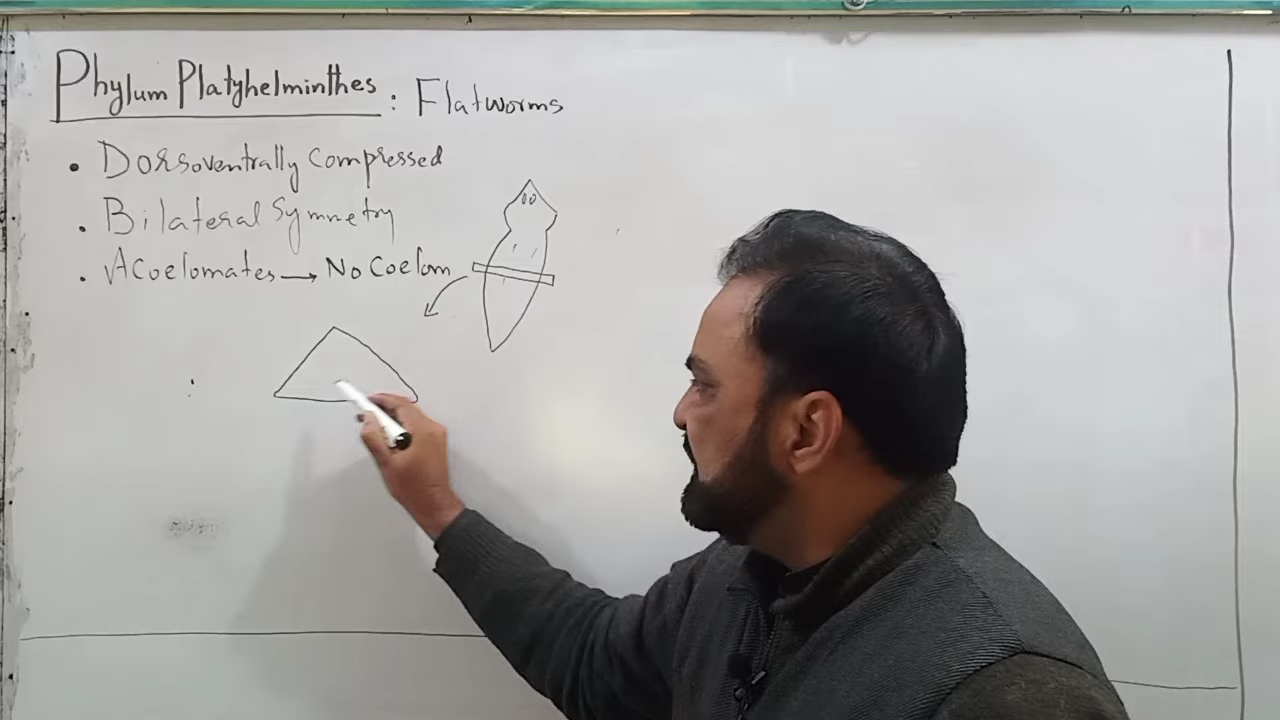 Phylum Platyhelminthes : Flatworms
• Dorsoventrally Compressed
• Bilateral Symmetry
• Acoelomates → No Coelom